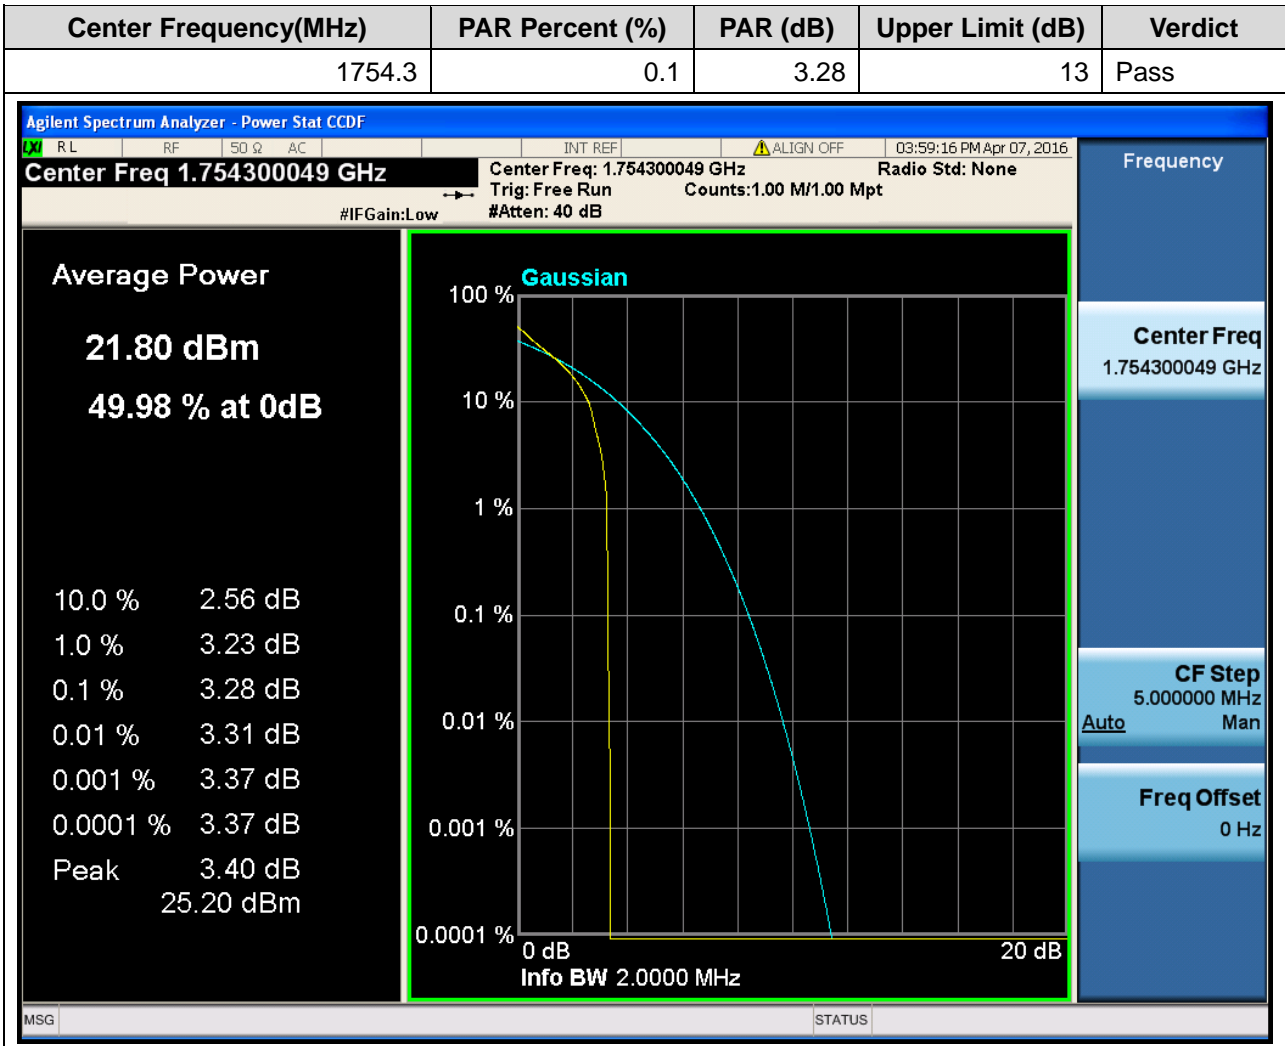 Center Frequency(MHz) PAR Percent (%) PAR (dB) Upper Limit (dB) Verdict
1754.3 0.1 3.28 13 Pass
Agilent Spectrum Analyzer - Power Stat CCDF
LXI RL RF 50 Ω AC INT REF ALIGN OFF 03:59:16 PM Apr 07, 2016
Center Freq 1.754300049 GHz
Center Freq: 1.754300049 GHz Radio Std: None
Trig: Free Run Counts:1.00 M/1.00 Mpt
#IFGain:Low #Atten: 40 dB
Frequency
Average Power
21.80 dBm
49.98 % at 0dB
10.0 % 2.56 dB
1.0 % 3.23 dB
0.1 % 3.28 dB
0.01 % 3.31 dB
0.001 % 3.37 dB
0.0001 % 3.37 dB
Peak 3.40 dB
25.20 dBm
Gaussian
100 %
10 %
1 %
0.1 %
0.01 %
0.001 %
0.0001 %
0 dB 20 dB
Info BW 2.0000 MHz
Center Freq
1.754300049 GHz
CF Step
5.000000 MHz
Auto Man
Freq Offset
0 Hz
MSG STATUS